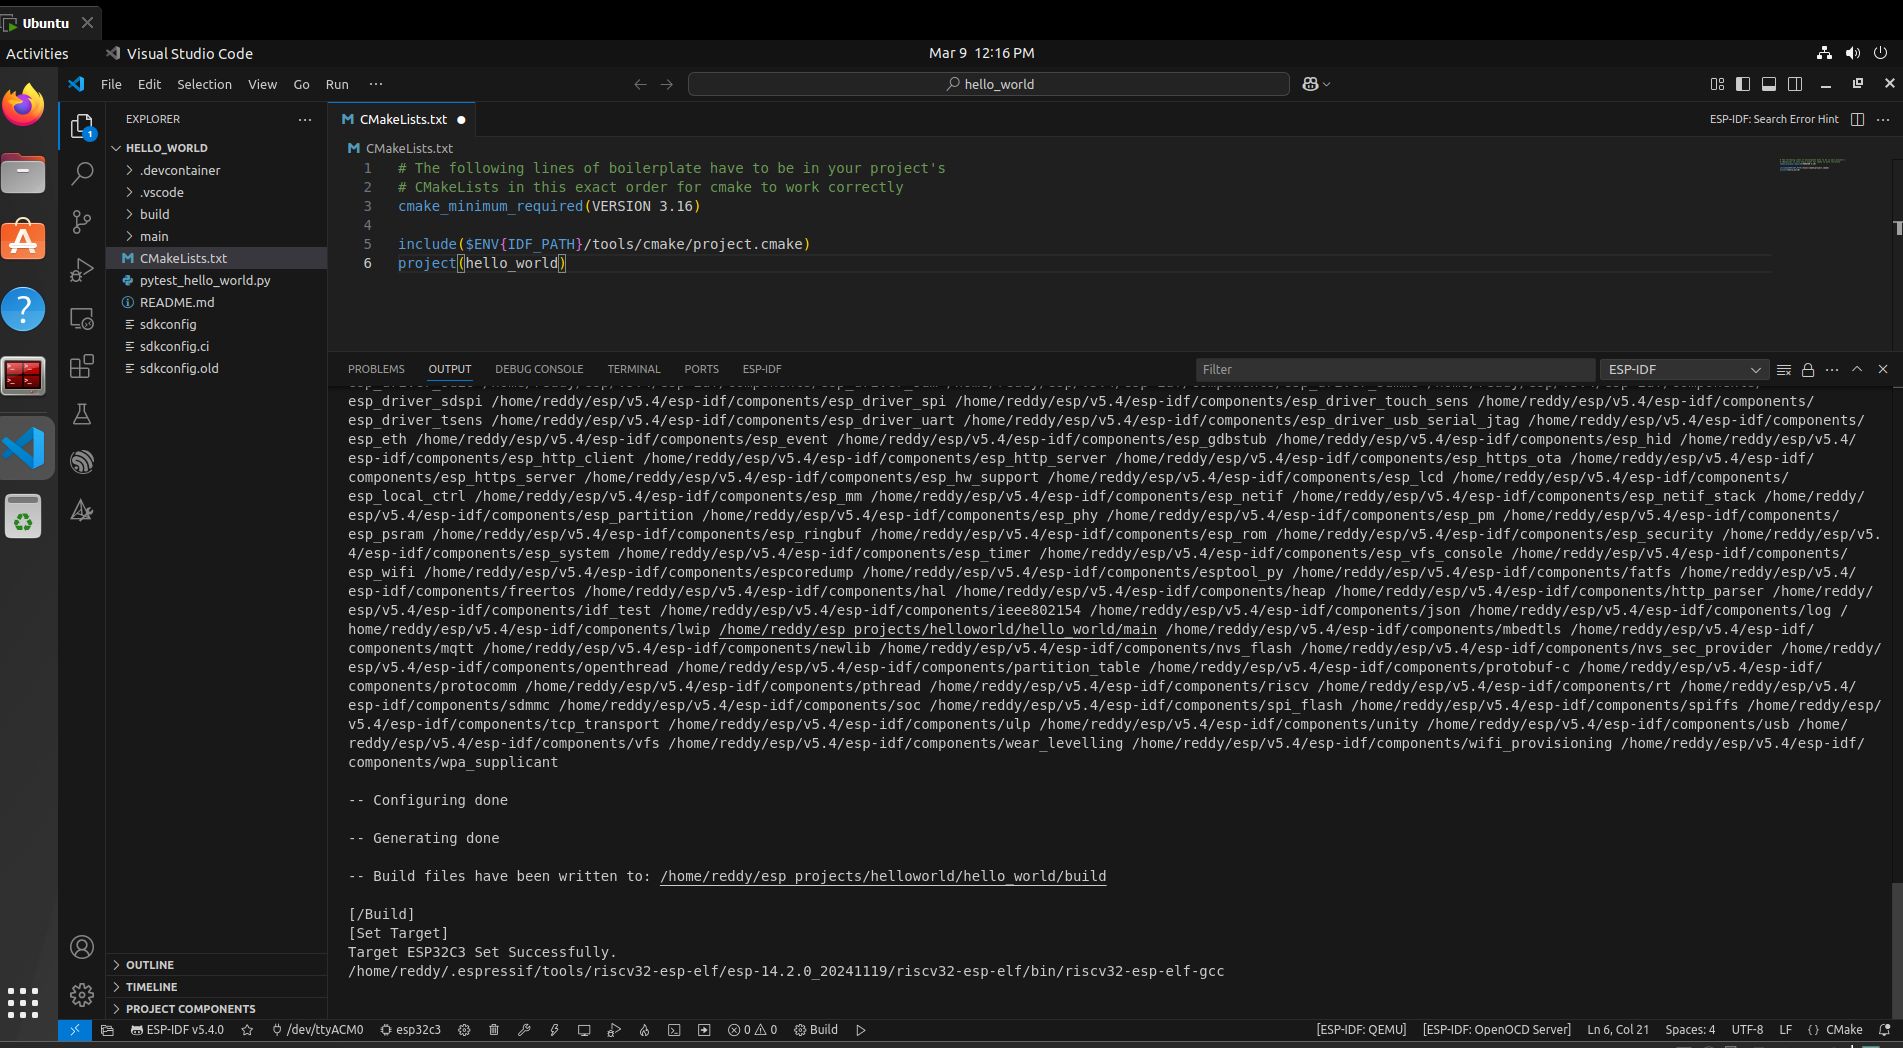 Ubuntu
Activities
Visual Studio Code
Mar 9 12:16 PM
File Edit Selection View Go Run ···
hello_world
EXPLORER
HELLO_WORLD
.devcontainer
.vscode
build
main
CMakeLists.txt
pytest_hello_world.py
README.md
sdkconfig
sdkconfig.ci
sdkconfig.old
OUTLINE
TIMELINE
PROJECT COMPONENTS
1
CMakeLists.txt
ESP-IDF: Search Error Hint
CMakeLists.txt
1 # The following lines of boilerplate have to be in your project's
2 # CMakeLists in this exact order for cmake to work correctly
3 cmake_minimum_required(VERSION 3.16)
4
5 include($ENV{IDF_PATH}/tools/cmake/project.cmake)
6 project(hello_world)
PROBLEMS OUTPUT DEBUG CONSOLE TERMINAL PORTS ESP-IDF
Filter
ESP-IDF
esp_driver_sdspi /home/reddy/esp/v5.4/esp-idf/components/esp_driver_spi /home/reddy/esp/v5.4/esp-idf/components/esp_driver_touch_sens /home/reddy/esp/v5.4/esp-idf/components/
esp_driver_tsens /home/reddy/esp/v5.4/esp-idf/components/esp_driver_uart /home/reddy/esp/v5.4/esp-idf/components/esp_driver_usb_serial_jtag /home/reddy/esp/v5.4/esp-idf/components/
esp_eth /home/reddy/esp/v5.4/esp-idf/components/esp_event /home/reddy/esp/v5.4/esp-idf/components/esp_gdbstub /home/reddy/esp/v5.4/esp-idf/components/esp_hid /home/reddy/esp/v5.4/
esp-idf/components/esp_http_client /home/reddy/esp/v5.4/esp-idf/components/esp_http_server /home/reddy/esp/v5.4/esp-idf/components/esp_https_ota /home/reddy/esp/v5.4/esp-idf/
components/esp_https_server /home/reddy/esp/v5.4/esp-idf/components/esp_hw_support /home/reddy/esp/v5.4/esp-idf/components/esp_lcd /home/reddy/esp/v5.4/esp-idf/components/
esp_local_ctrl /home/reddy/esp/v5.4/esp-idf/components/esp_mm /home/reddy/esp/v5.4/esp-idf/components/esp_netif /home/reddy/esp/v5.4/esp-idf/components/esp_netif_stack /home/reddy/
esp/v5.4/esp-idf/components/esp_partition /home/reddy/esp/v5.4/esp-idf/components/esp_phy /home/reddy/esp/v5.4/esp-idf/components/esp_pm /home/reddy/esp/v5.4/esp-idf/components/
esp_psram /home/reddy/esp/v5.4/esp-idf/components/esp_ringbuf /home/reddy/esp/v5.4/esp-idf/components/esp_rom /home/reddy/esp/v5.4/esp-idf/components/esp_security /home/reddy/esp/v5.
4/esp-idf/components/esp_system /home/reddy/esp/v5.4/esp-idf/components/esp_timer /home/reddy/esp/v5.4/esp-idf/components/esp_vfs_console /home/reddy/esp/v5.4/esp-idf/components/
esp_wifi /home/reddy/esp/v5.4/esp-idf/components/espcoredump /home/reddy/esp/v5.4/esp-idf/components/esptool_py /home/reddy/esp/v5.4/esp-idf/components/fatfs /home/reddy/esp/v5.4/
esp-idf/components/freertos /home/reddy/esp/v5.4/esp-idf/components/hal /home/reddy/esp/v5.4/esp-idf/components/heap /home/reddy/esp/v5.4/esp-idf/components/http_parser /home/reddy/
esp/v5.4/esp-idf/components/idf_test /home/reddy/esp/v5.4/esp-idf/components/ieee802154 /home/reddy/esp/v5.4/esp-idf/components/json /home/reddy/esp/v5.4/esp-idf/components/log /
home/reddy/esp/v5.4/esp-idf/components/lwip /home/reddy/esp_projects/helloworld/hello_world/main /home/reddy/esp/v5.4/esp-idf/components/mbedtls /home/reddy/esp/v5.4/esp-idf/
components/mqtt /home/reddy/esp/v5.4/esp-idf/components/newlib /home/reddy/esp/v5.4/esp-idf/components/nvs_flash /home/reddy/esp/v5.4/esp-idf/components/nvs_sec_provider /home/reddy/
esp/v5.4/esp-idf/components/openthread /home/reddy/esp/v5.4/esp-idf/components/partition_table /home/reddy/esp/v5.4/esp-idf/components/protobuf-c /home/reddy/esp/v5.4/esp-idf/
components/protocomm /home/reddy/esp/v5.4/esp-idf/components/pthread /home/reddy/esp/v5.4/esp-idf/components/riscv /home/reddy/esp/v5.4/esp-idf/components/rt /home/reddy/esp/v5.4/
esp-idf/components/sdmmc /home/reddy/esp/v5.4/esp-idf/components/soc /home/reddy/esp/v5.4/esp-idf/components/spi_flash /home/reddy/esp/v5.4/esp-idf/components/spiffs /home/reddy/esp/
v5.4/esp-idf/components/tcp_transport /home/reddy/esp/v5.4/esp-idf/components/ulp /home/reddy/esp/v5.4/esp-idf/components/unity /home/reddy/esp/v5.4/esp-idf/components/usb /home/
reddy/esp/v5.4/esp-idf/components/vfs /home/reddy/esp/v5.4/esp-idf/components/wear_levelling /home/reddy/esp/v5.4/esp-idf/components/wifi_provisioning /home/reddy/esp/v5.4/esp-idf/
components/wpa_supplicant
-- Configuring done
-- Generating done
-- Build files have been written to: /home/reddy/esp_projects/helloworld/hello_world/build
[/Build]
[Set Target]
Target ESP32C3 Set Successfully.
/home/reddy/.espressif/tools/riscv32-esp-elf/esp-14.2.0_20241119/riscv32-esp-elf/bin/riscv32-esp-elf-gcc
ESP-IDF v5.4.0 /dev/ttyACM0 esp32c3 0 0 Build [ESP-IDF: QEMU] [ESP-IDF: OpenOCD Server] Ln 6, Col 21 Spaces: 4 UTF-8 LF {} CMake